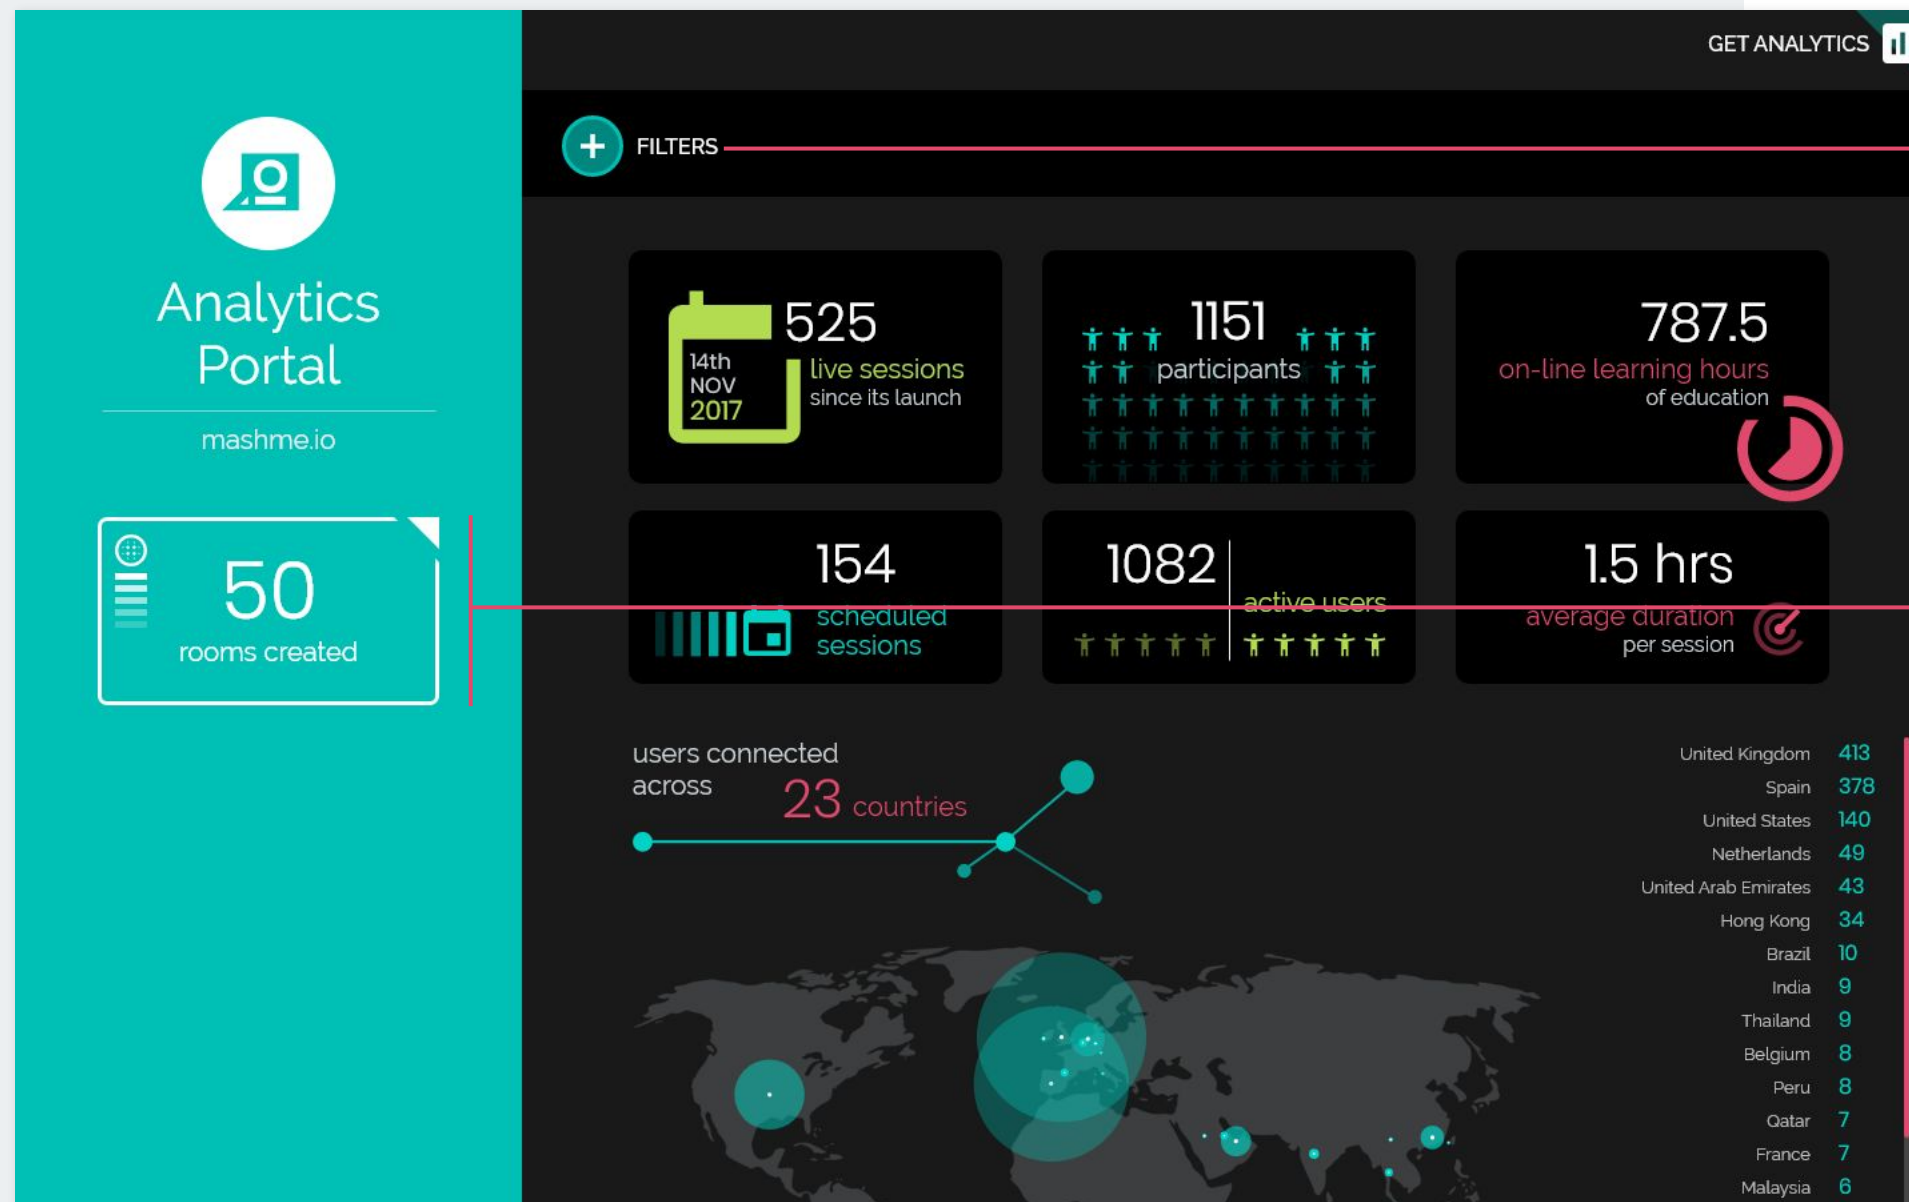 GET ANALYTICS
FILTERS
Analytics
Portal
mashme.io
50
rooms created
525
live sessions
since its launch
14th
NOV
2017
1151
participants
787.5
on-line learning hours
of education
154
scheduled
sessions
1082
active users
1.5 hrs
average duration
per session
users connected
across
23 countries
United Kingdom 413
Spain 378
United States 140
Netherlands 49
United Arab Emirates 43
Hong Kong 34
Brazil 10
India 9
Thailand 9
Belgium 8
Peru 8
Qatar 7
France 7
Malaysia 6